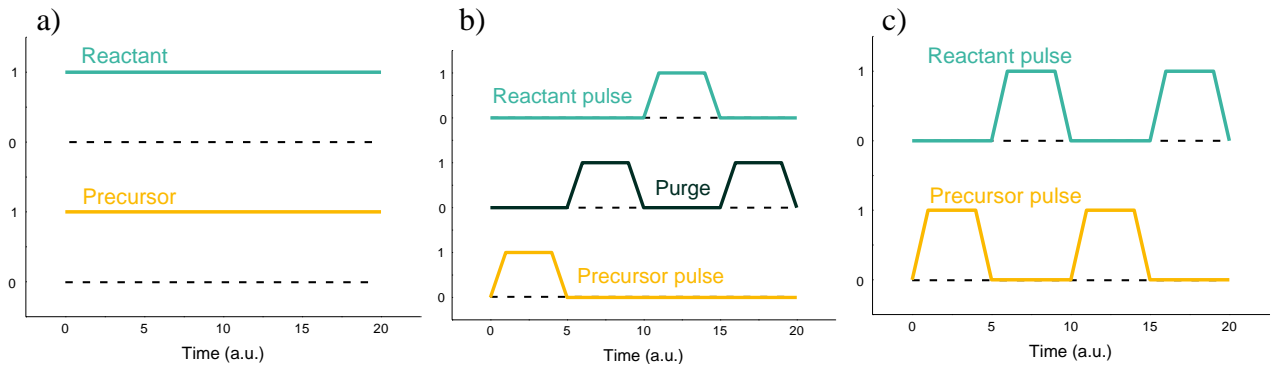 a)
Reactant
1
0
Precursor
1
0
0 5 10 15 20
Time (a.u.)
b)
1
Reactant pulse
0
1
Purge
0
1
Precursor pulse
0
0 5 10 15 20
Time (a.u.)
c)
Reactant pulse
1
0
Precursor pulse
1
0
0 5 10 15 20
Time (a.u.)